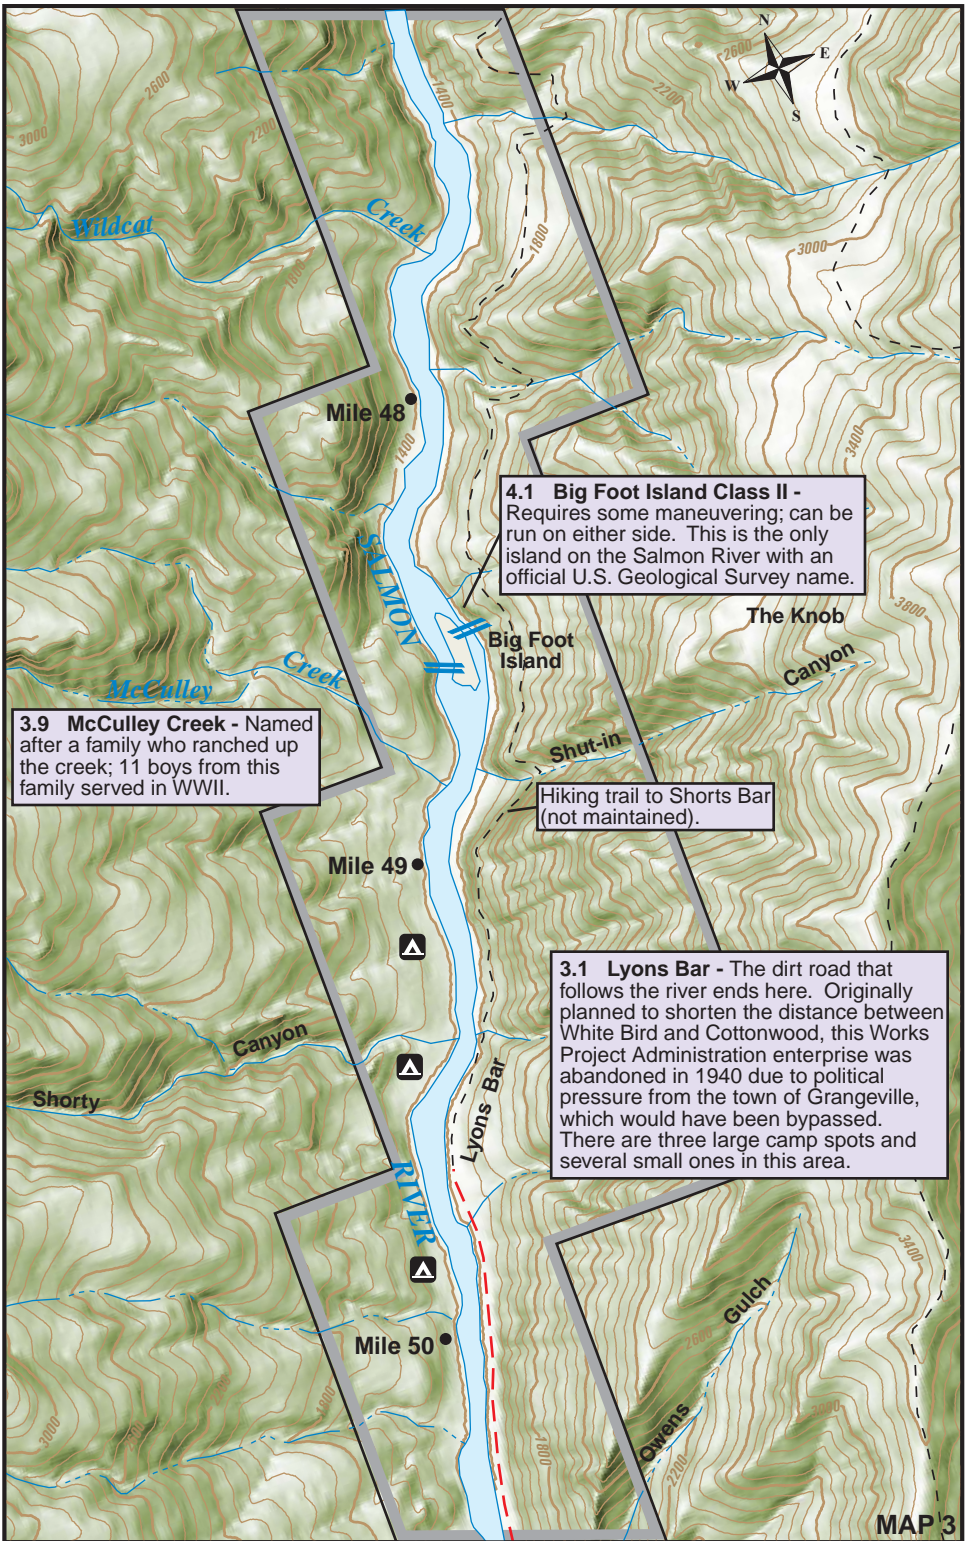 N
E
W
S
2600
2600
2200
3000
2200
1400
Wildcat Creek
1800
1800
3000
Mile 48
1400
3400
4.1 Big Foot Island Class II -
Requires some maneuvering; can be
run on either side. This is the only
island on the Salmon River with an
official U.S. Geological Survey name.
SALMON
3800
The Knob
Big Foot
Island
McCulley Creek
Shut-in Canyon
3.9 McCulley Creek - Named
after a family who ranched up
the creek; 11 boys from this
family served in WWII.
Hiking trail to Shorts Bar
(not maintained).
Mile 49
3.1 Lyons Bar - The dirt road that
follows the river ends here. Originally
planned to shorten the distance between
White Bird and Cottonwood, this Works
Project Administration enterprise was
abandoned in 1940 due to political
pressure from the town of Grangeville,
which would have been bypassed.
There are three large camp spots and
several small ones in this area.
Shorty Canyon
Lyons Bar
RIVER
3400
Owens Gulch
2600
Mile 50
3000
1800
1800
2200
MAP 3